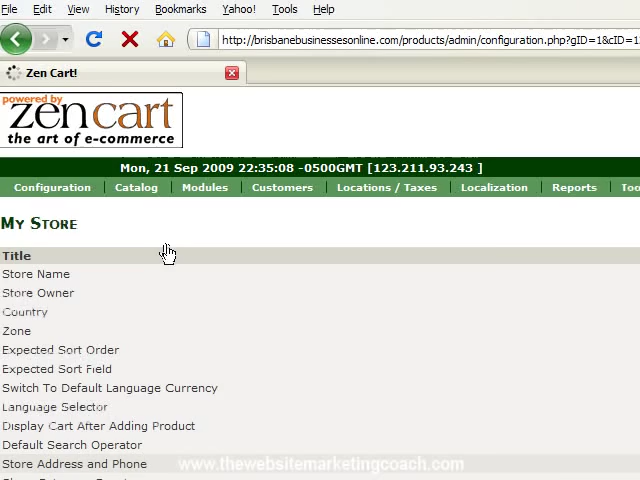 File Edit View History Bookmarks Yahoo! Tools Help
http://brisbanebusinessesonline.com/products/admin/configuration.php?gID=1&cID=1
Zen Cart!
powered by
zen cart
the art of e-commerce
Mon, 21 Sep 2009 22:35:08 -0500GMT [123.211.93.243 ]
Configuration Catalog Modules Customers Locations / Taxes Localization Reports Too
My Store
Title
Store Name
Store Owner
Country
Zone
Expected Sort Order
Expected Sort Field
Switch To Default Language Currency
Language Selector
Display Cart After Adding Product
Default Search Operator
Store Address and Phone
www.thewebsitemarketingcoach.com